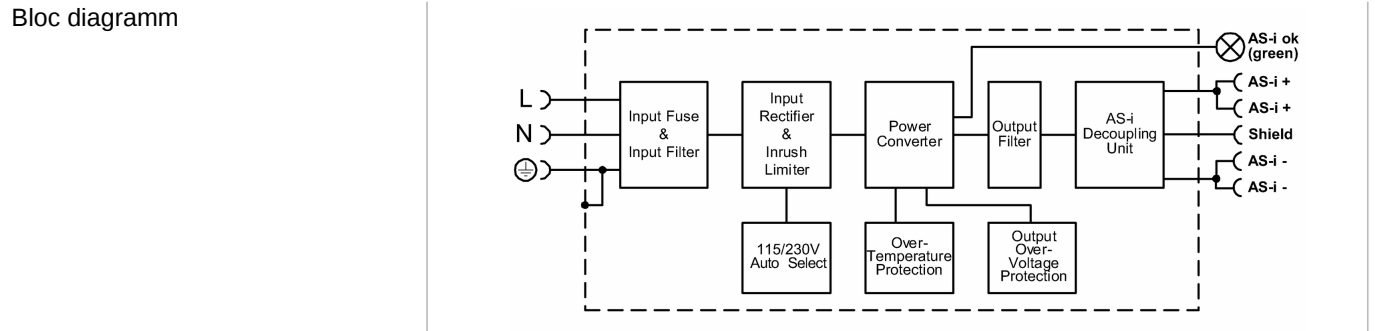 Bloc diagramm
AS-i ok
(green)
L
N
Input Fuse
&
Input Filter
Input
Rectifier
&
Inrush
Limiter
Power
Converter
Output
Filter
AS-i
Decoupling
Unit
AS-i +
AS-i +
Shield
AS-i -
AS-i -
115/230V
Auto Select
Over-
Temperature
Protection
Output
Over-
Voltage
Protection